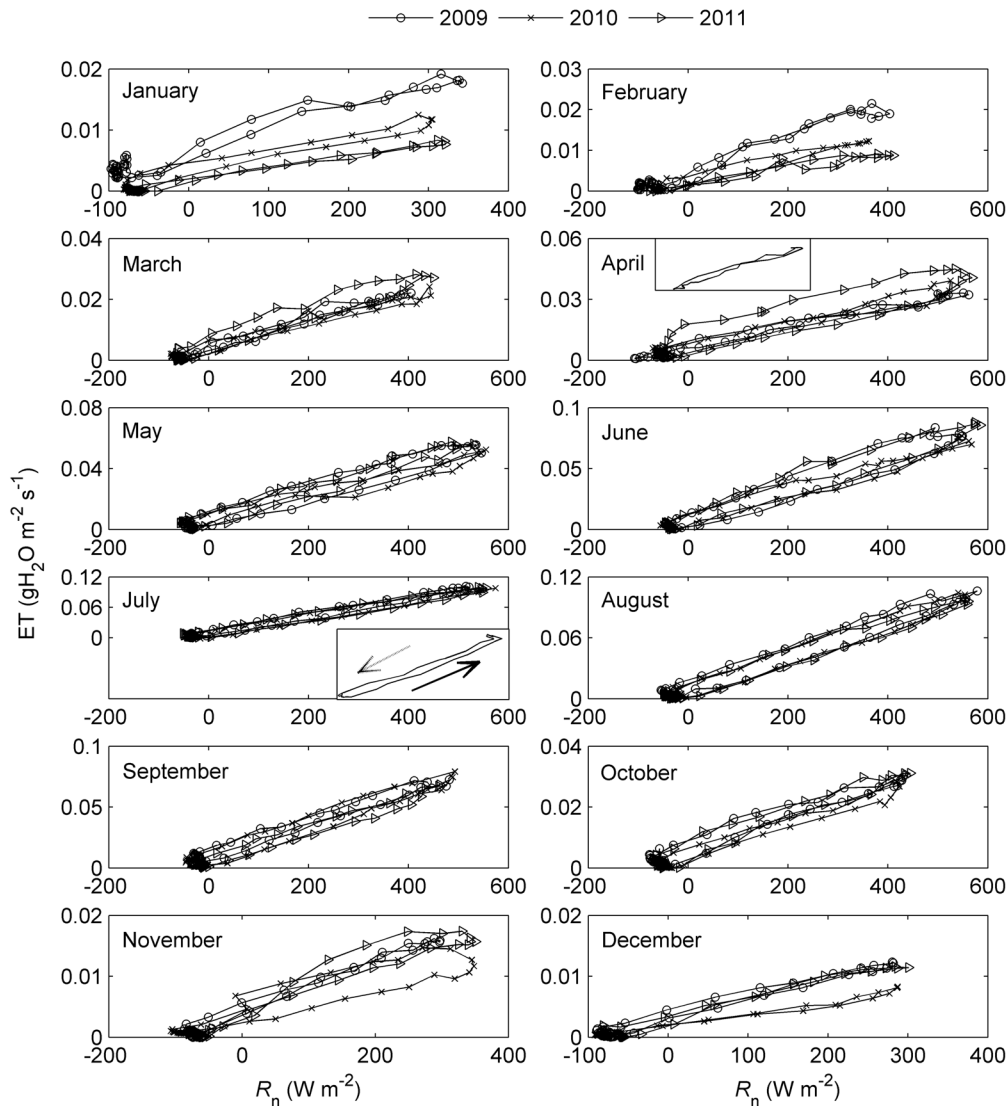 2009 2010 2011
January
0.02
0.01
0
-100 0 100 200 300 400
February
0.03
0.02
0.01
0
-200 0 200 400 600
March
0.04
0.02
0
-200 0 200 400 600
April
0.06
0.03
0
-200 0 200 400 600
May
0.08
0.04
0
-200 0 200 400 600
June
0.1
0.05
0
-200 0 200 400 600
July
0.12
0.06
0
-200 0 200 400 600
August
0.12
0.06
0
-200 0 200 400 600
September
0.1
0.05
0
-200 0 200 400 600
October
0.04
0.02
0
-200 0 200 400 600
November
0.02
0.01
0
-200 0 200 400
December
0.02
0.01
0
-100 0 100 200 300 400
ET (gH₂O m⁻² s⁻¹)
Rₙ (W m⁻²)
Rₙ (W m⁻²)